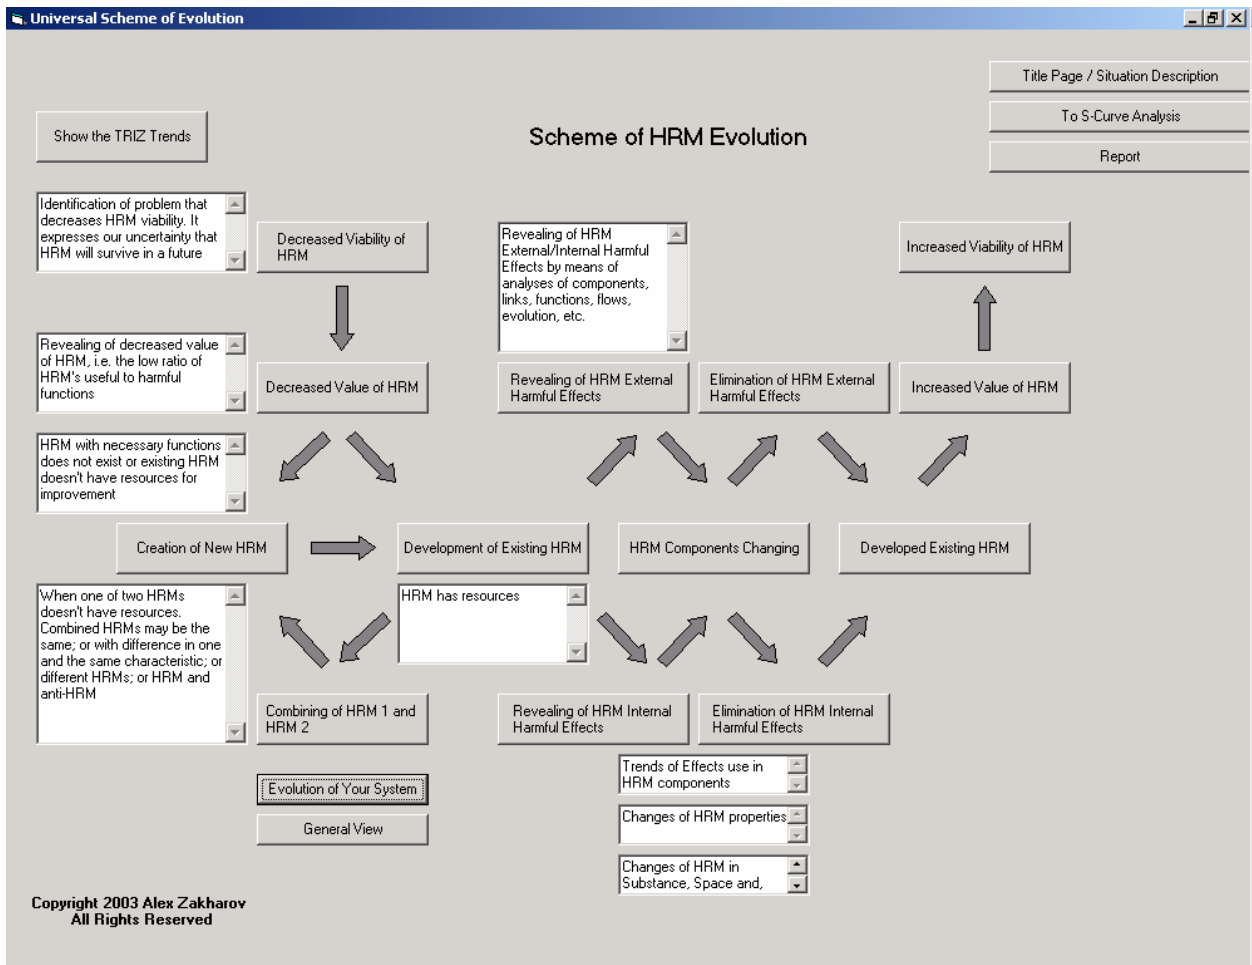 Universal Scheme of Evolution
Title Page / Situation Description
To S-Curve Analysis
Report
Show the TRIZ Trends
Scheme of HRM Evolution
Identification of problem that
decreases HRM viability. It
expresses our uncertainty that
HRM will survive in a future
Decreased Viability of
HRM
Revealing of HRM
External/Internal Harmful
Effects by means of
analyses of components,
links, functions, flows,
evolution, etc.
Increased Viability of HRM
Revealing of decreased value
of HRM, i.e. the low ratio of
HRM's useful to harmful
functions
Decreased Value of HRM
Revealing of HRM External
Harmful Effects
Elimination of HRM External
Harmful Effects
Increased Value of HRM
HRM with necessary functions
does not exist or existing HRM
doesn't have resources for
improvement
Creation of New HRM
Development of Existing HRM
HRM Components Changing
Developed Existing HRM
When one of two HRMs
doesn't have resources.
Combined HRMs may be the
same; or with difference in one
and the same characteristic; or
different HRMs; or HRM and
anti-HRM
HRM has resources
Combining of HRM 1 and
HRM 2
Revealing of HRM Internal
Harmful Effects
Elimination of HRM Internal
Harmful Effects
Trends of Effects use in
HRM components
Evolution of Your System
Changes of HRM properties
General View
Changes of HRM in
Substance, Space and,
Copyright 2003 Alex Zakharov
All Rights Reserved